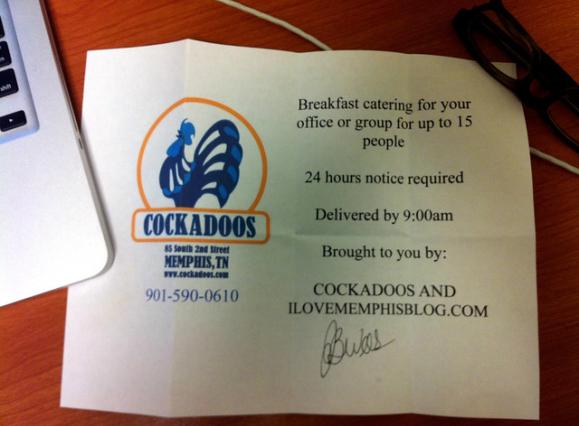 COCKADOOS
85 South 2nd Street
MEMPHIS, TN
www.cockadoos.com
901-590-0610
Breakfast catering for your
office or group for up to 15
people
24 hours notice required
Delivered by 9:00am
Brought to you by:
COCKADOOS AND
ILOVEMEMPHISBLOG.COM
shift